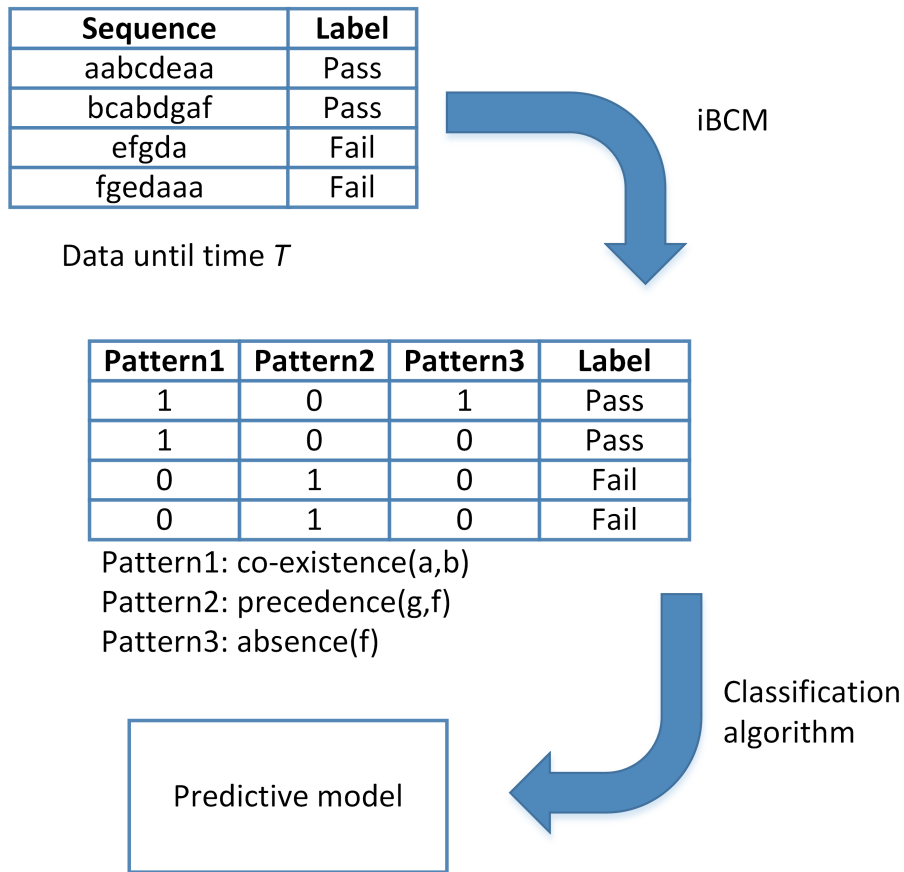 Sequence Label
aabcdeaa Pass
bcabdgaf Pass
efgda Fail
fgedaaa Fail
iBCM
Data until time T
Pattern1 Pattern2 Pattern3 Label
1 0 1 Pass
1 0 0 Pass
0 1 0 Fail
0 1 0 Fail
Pattern1: co-existence(a,b)
Pattern2: precedence(g,f)
Pattern3: absence(f)
Classification
algorithm
Predictive model